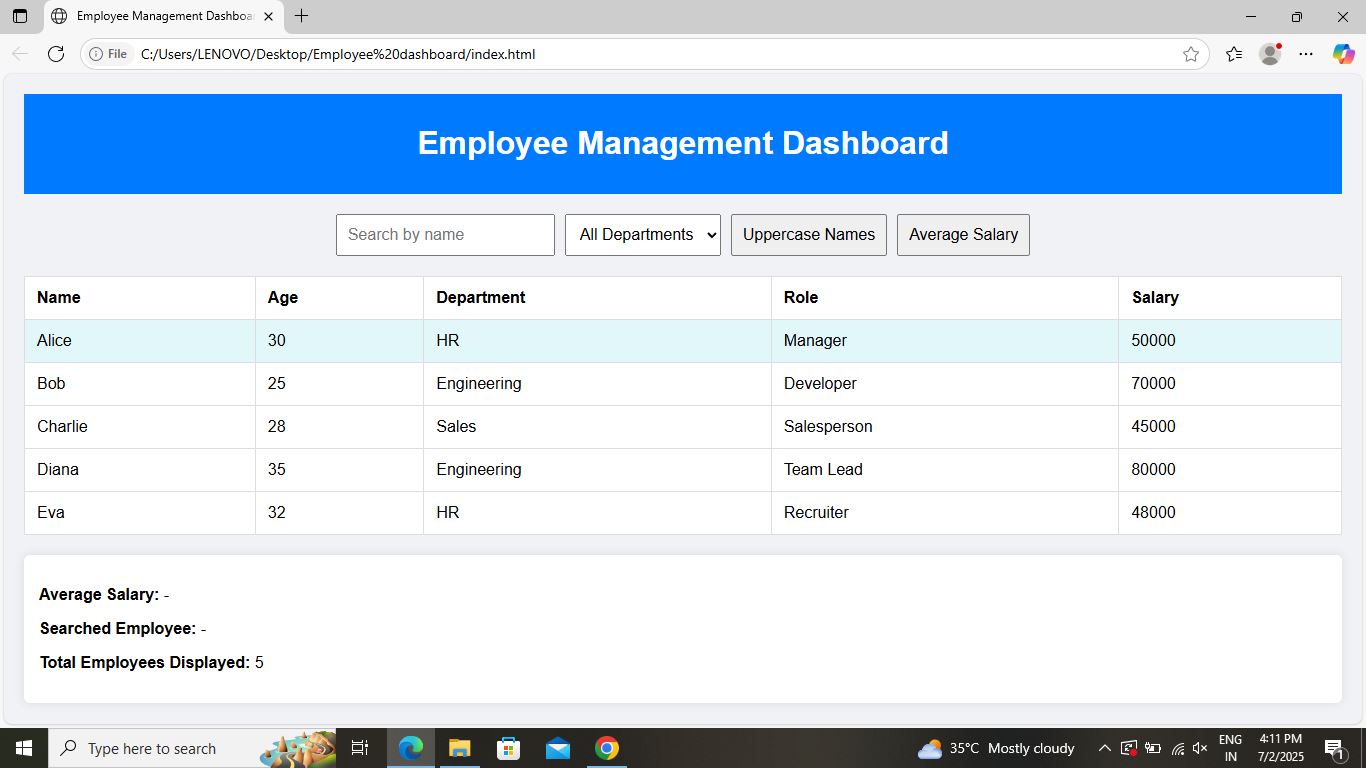 Employee Management Dashboa
File C:/Users/LENOVO/Desktop/Employee%20dashboard/index.html
Employee Management Dashboard
Search by name All Departments Uppercase Names Average Salary
Name Age Department Role Salary
Alice 30 HR Manager 50000
Bob 25 Engineering Developer 70000
Charlie 28 Sales Salesperson 45000
Diana 35 Engineering Team Lead 80000
Eva 32 HR Recruiter 48000
Average Salary: -
Searched Employee: -
Total Employees Displayed: 5
Type here to search 35°C Mostly cloudy
ENG
IN
4:11 PM
7/2/2025
1